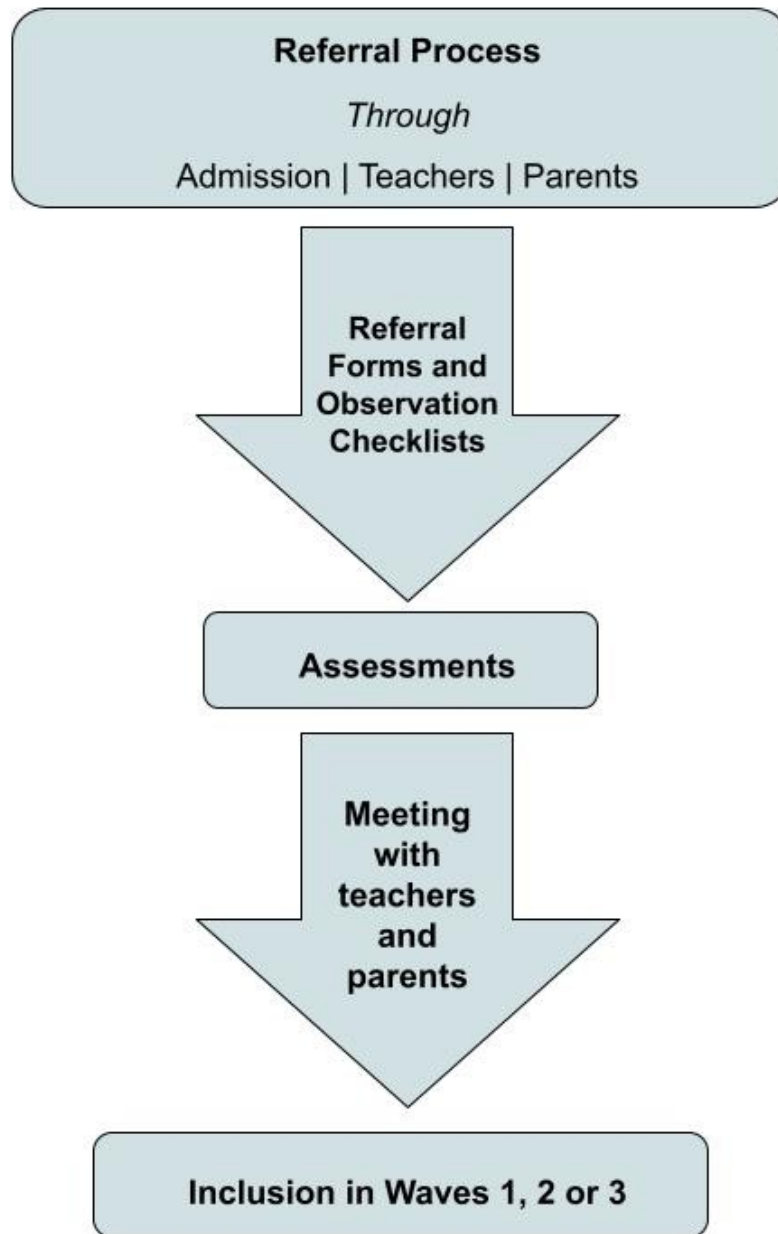 Referral Process
Through
Admission | Teachers | Parents
Referral
Forms and
Observation
Checklists
Assessments
Meeting
with
teachers
and
parents
Inclusion in Waves 1, 2 or 3